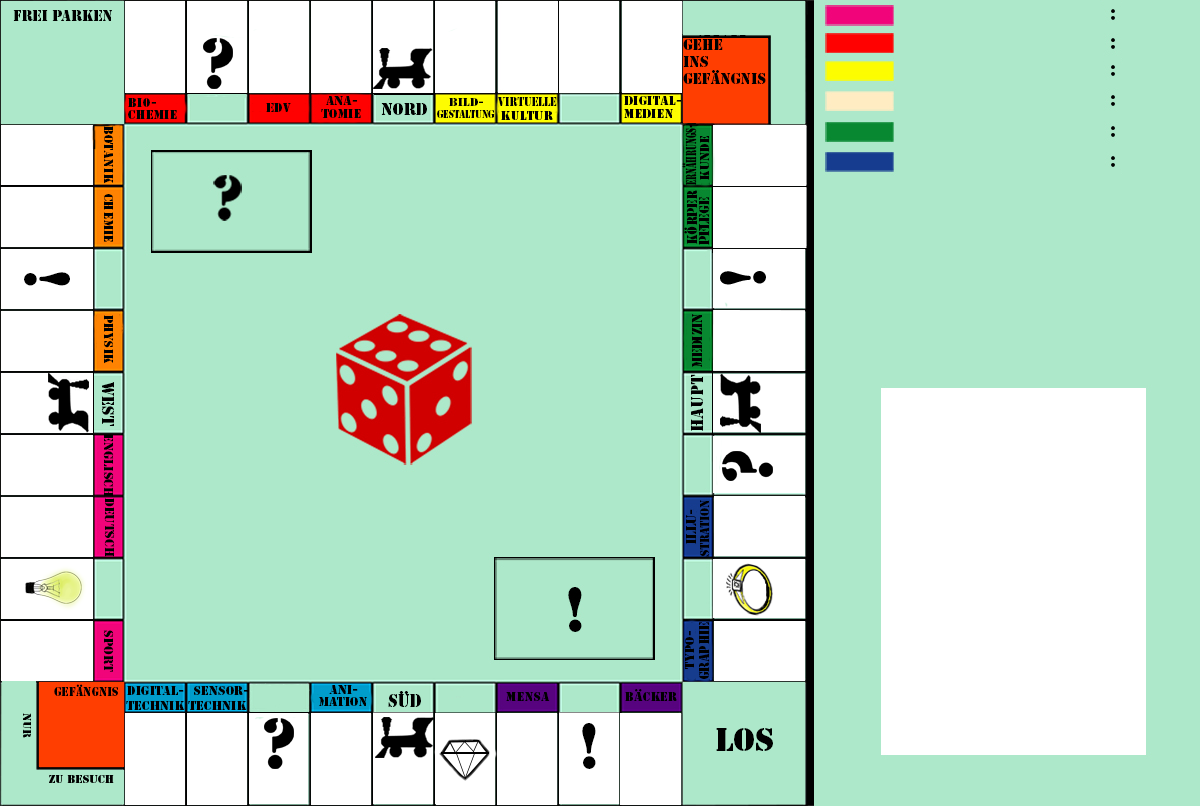 FREI PARKEN
?
GEHE
INS
GEFÄNGNIS
BIO-
CHEMIE
EDV
ANA-
TOMIE
NORD
BILD-
GESTALTUNG
VIRTUELLE
KULTUR
DIGITAL-
MEDIEN
:
:
:
:
:
:
BOTANIK
CHEMIE
!
PHYSIK
WEST
ENGLISCH
DEUTSCH
SPORT
?
!
ERNÄHRUNGS-
KUNDE
KÖRPER
PFLEGE
!
MEDIZIN
HAUPT
?
ILLU-
STRATION
TYPO-
GRAPHIE
GEFÄNGNIS
NUR
ZU BESUCH
DIGITAL-
TECHNIK
SENSOR-
TECHNIK
?
ANI-
MATION
SÜD
MENSA
!
BÄCKER
LOS